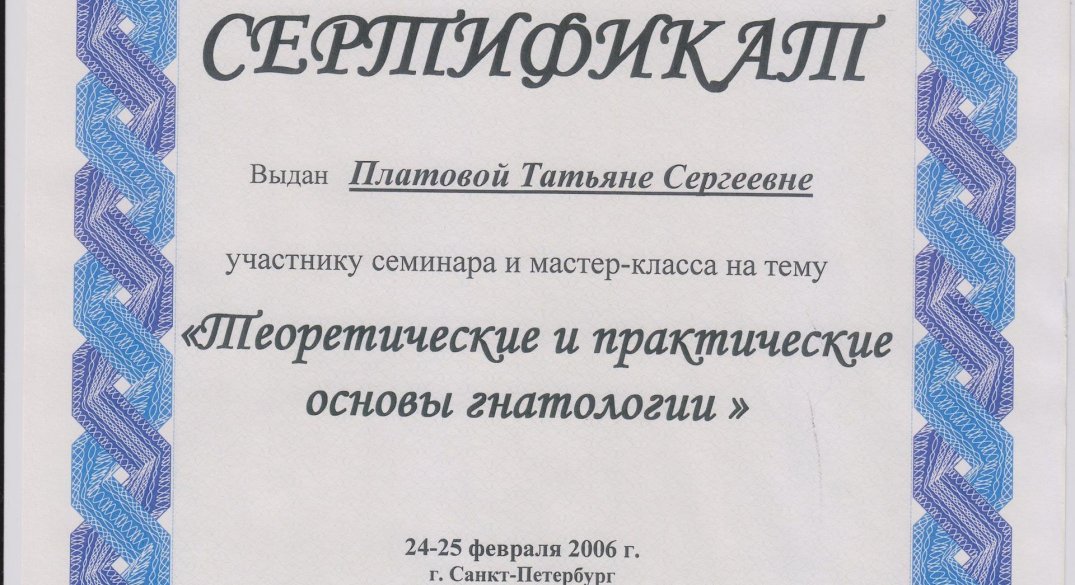 СЕРТИФИКАТ
Выдан Платовой Татьяне Сергеевне
участнику семинара и мастер-класса на тему
«Теоретические и практические
основы гнатологии »
24-25 февраля 2006 г.
г. Санкт-Петербург